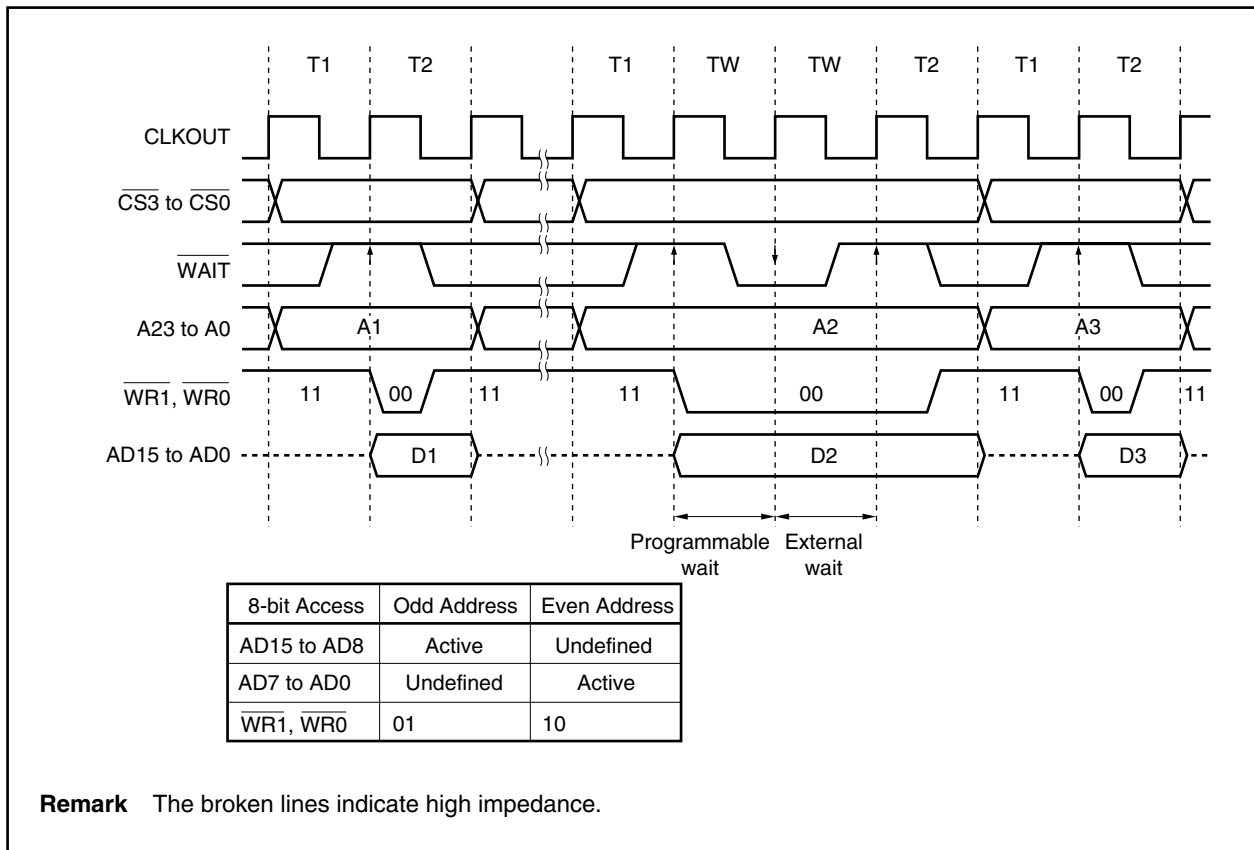 T1 T2 T1 TW TW T2 T1 T2
CLKOUT
CS3 to CS0
WAIT
A23 to A0 A1 A2 A3
WR1, WR0 11 00 11 11 00 11 00 11
AD15 to AD0 D1 D2 D3
Programmable wait
External wait
8-bit Access Odd Address Even Address
AD15 to AD8 Active Undefined
AD7 to AD0 Undefined Active
WR1, WR0 01 10
Remark The broken lines indicate high impedance.